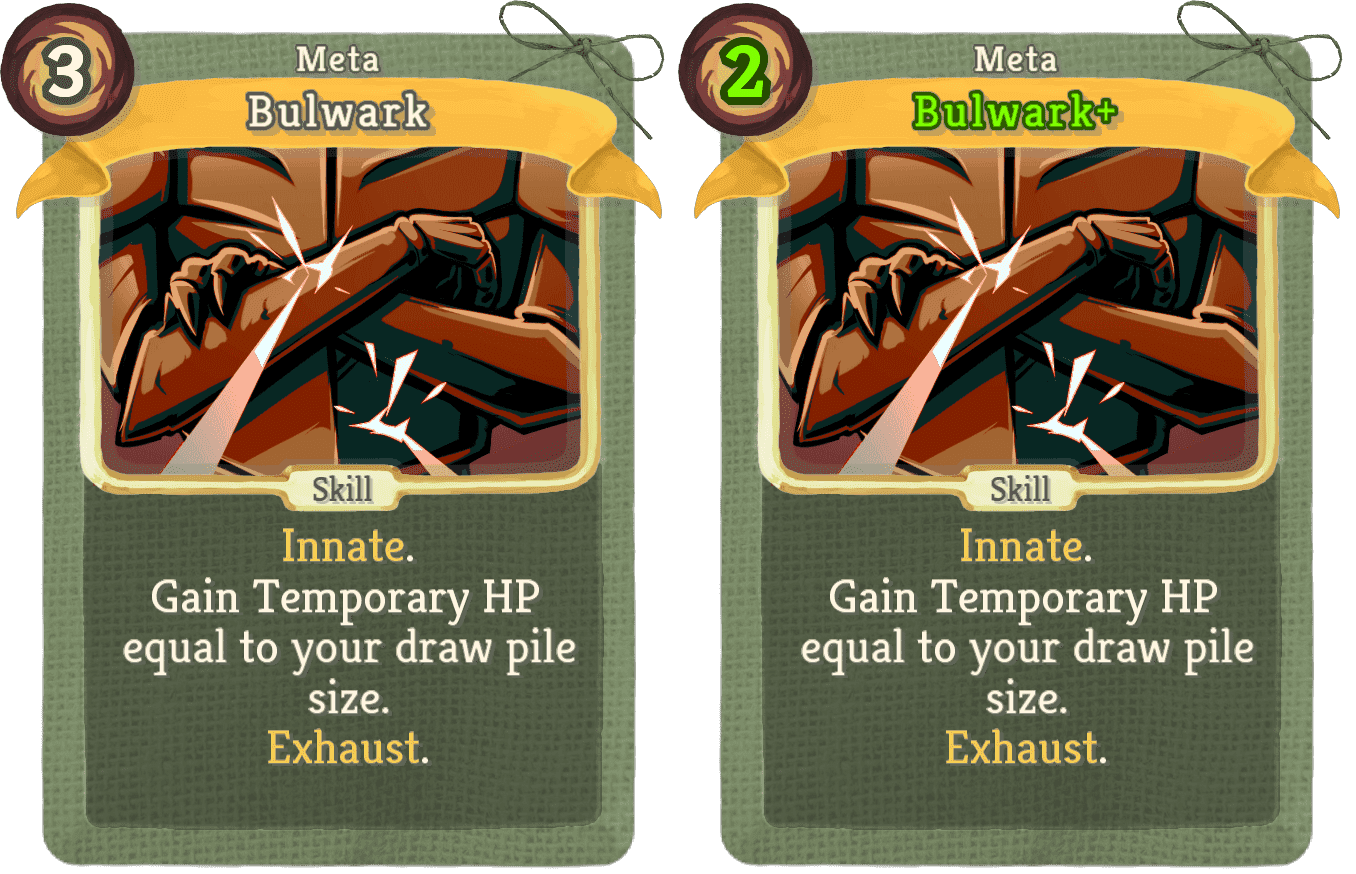 3
Meta
Bulwark
Skill
Innate.
Gain Temporary HP
equal to your draw pile
size.
Exhaust.
2
Meta
Bulwark+
Skill
Innate.
Gain Temporary HP
equal to your draw pile
size.
Exhaust.